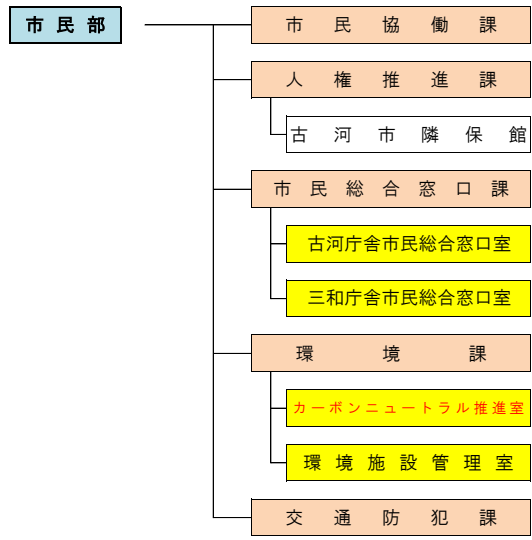 市民部
市民協働課
人権推進課
古河市隣保館
市民総合窓口課
古河庁舎市民総合窓口室
三和庁舎市民総合窓口室
環境課
カーボンニュートラル推進室
環境施設管理室
交通防犯課